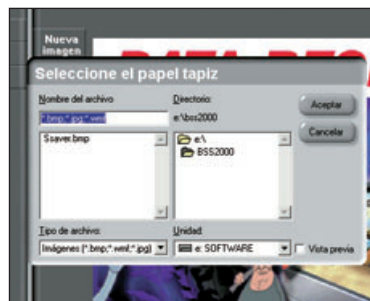 Nueva
imagen
Seleccione el papel tapiz
Nombre del archivo
Directorio:
Aceptar
*.bmp;*.jpg;*.wmf
e:\bss2000
Cancelar
Ssaver.bmp
e:\
BSS2000
Tipo de archivo:
Unidad:
Imágenes (*.bmp;*.wmf;*.jpg)
e: SOFTWARE
Vista previa